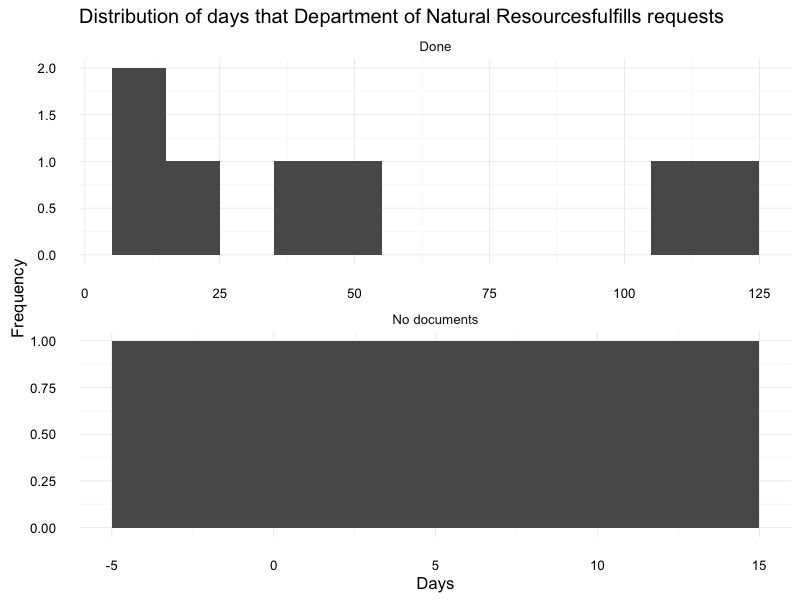 Distribution of days that Department of Natural Resourcesfulfills requests
Done
2.0
1.5
1.0
0.5
0.0
0 25 50 75 100 125
Frequency
No documents
1.00
0.75
0.50
0.25
0.00
-5 0 5 10 15
Days